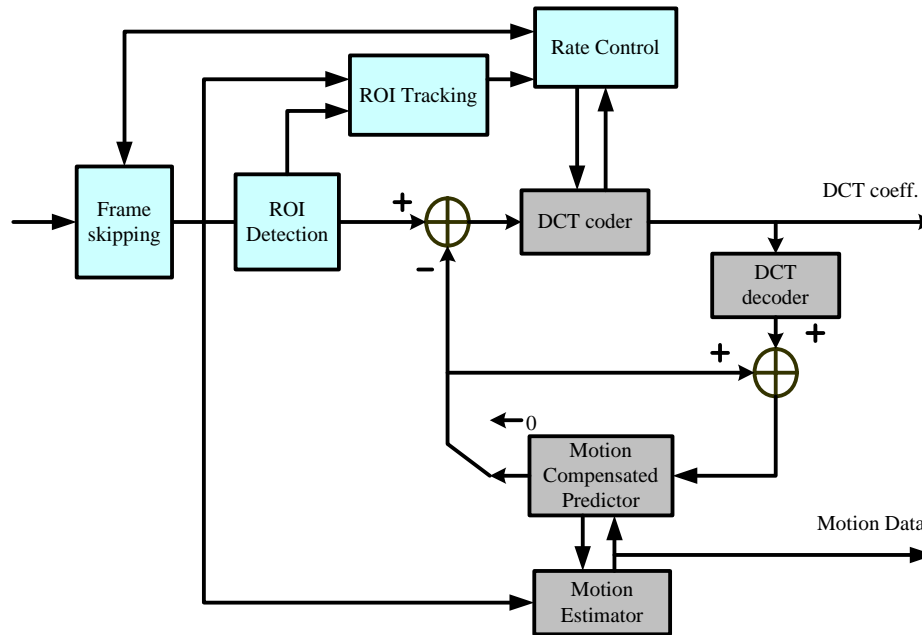 Rate Control
ROI Tracking
DCT coeff.
Frame
skipping
ROI
Detection
+
DCT coder
−
DCT
decoder
+
+
0
Motion
Compensated
Predictor
Motion Data
Motion
Estimator